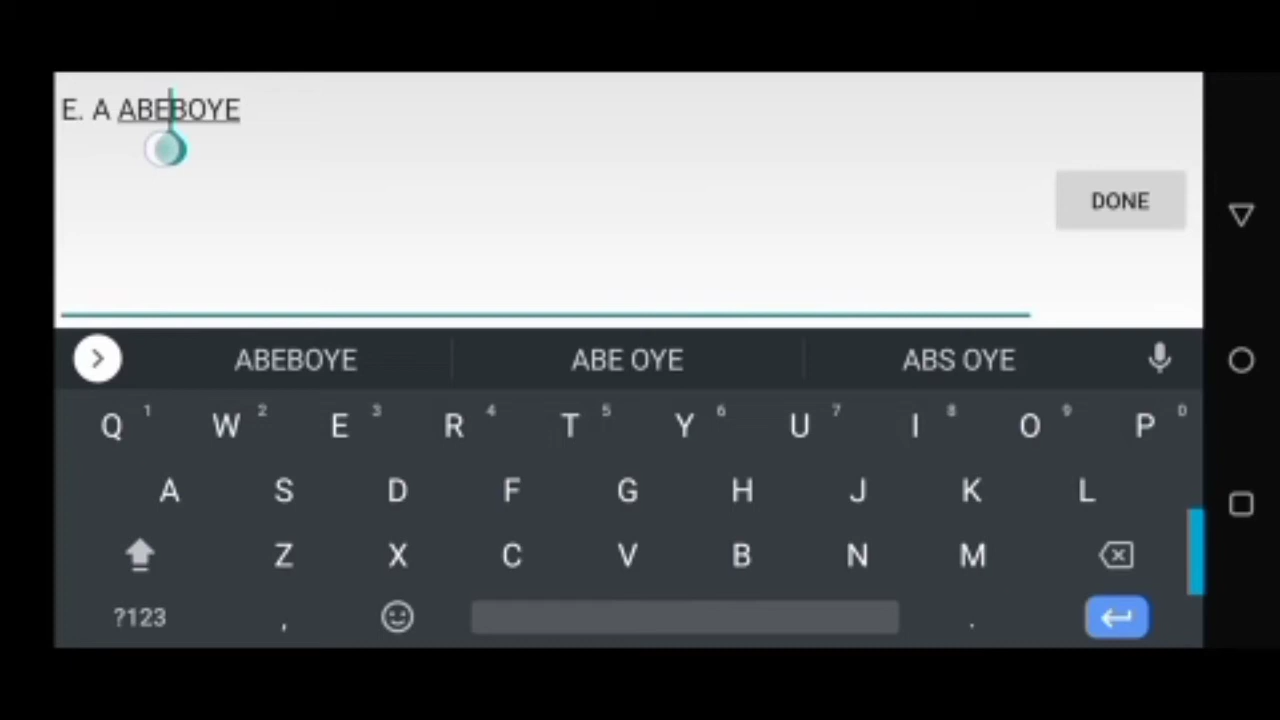 E. A ABEBOYE
DONE
ABEBOYE ABE OYE ABS OYE
Q 1 W 2 E 3 R 4 T 5 Y 6 U 7 I 8 O 9 P 0
A S D F G H J K L
Z X C V B N M
?123 , .